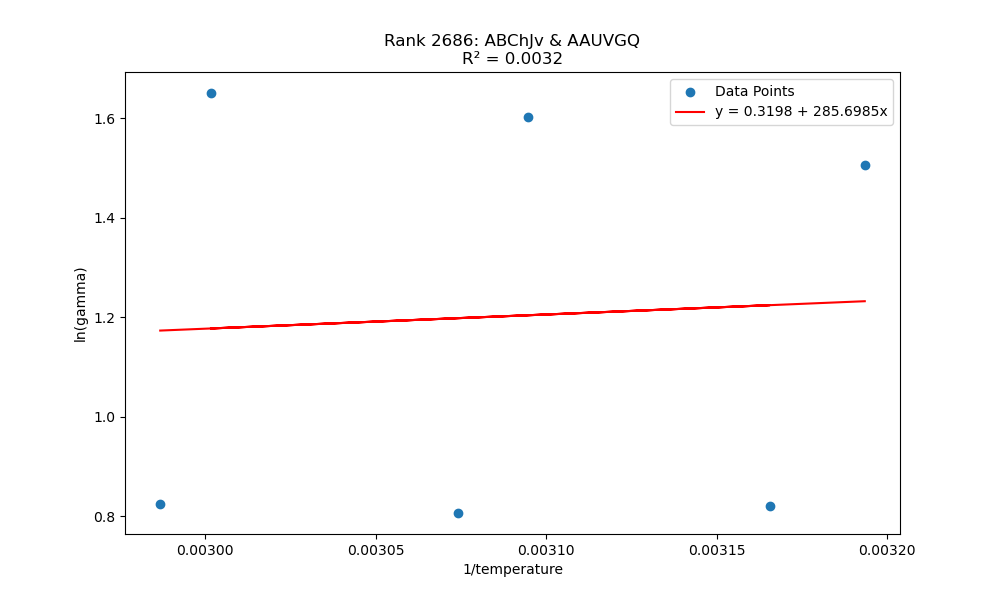 Rank 2686: ABChJv & AAUVGQ
R² = 0.0032
Data Points
y = 0.3198 + 285.6985x
ln(gamma)
1.6
1.4
1.2
1.0
0.8
0.00300
0.00305
0.00310
0.00315
0.00320
1/temperature